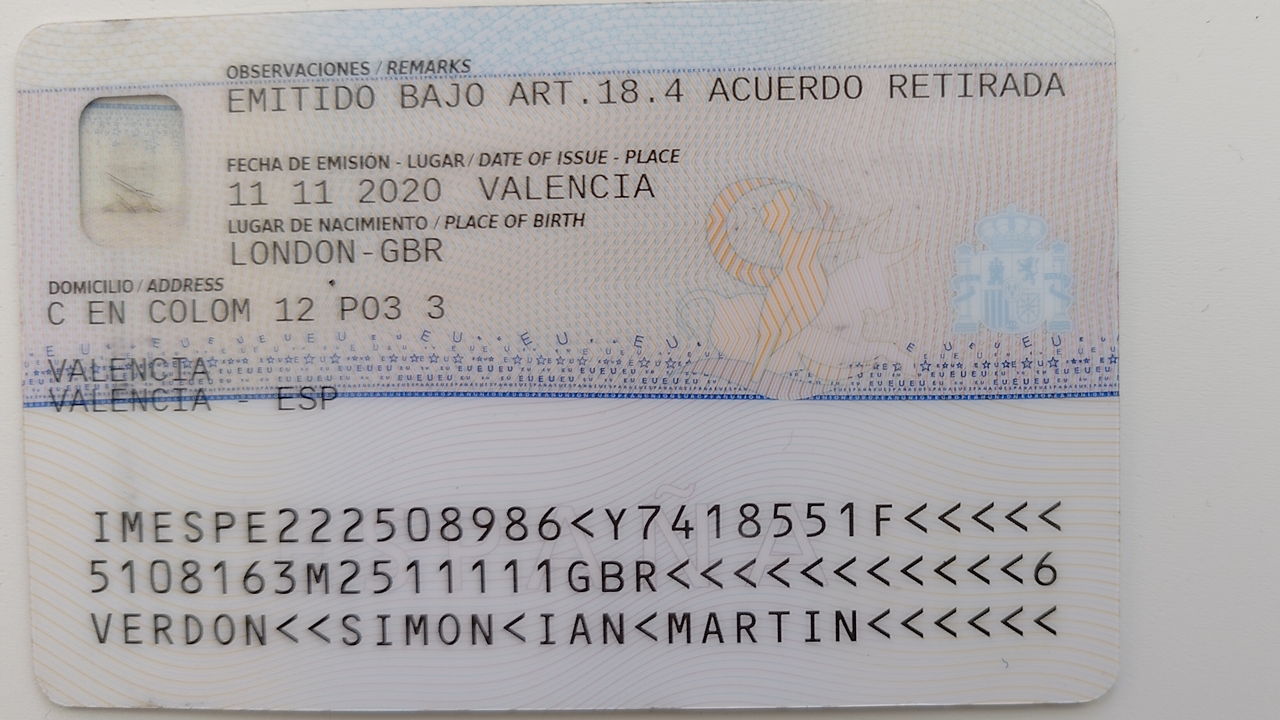 OBSERVACIONES / REMARKS
EMITIDO BAJO ART.18.4 ACUERDO RETIRADA
FECHA DE EMISIÓN - LUGAR / DATE OF ISSUE - PLACE
11 11 2020 VALENCIA
LUGAR DE NACIMIENTO / PLACE OF BIRTH
LONDON-GBR
DOMICILIO / ADDRESS
C EN COLOM 12 P03 3
VALENCIA
VALENCIA - ESP
ESPAÑA
IMESPE222508986<Y7418551F<<<<<
5108163M2511111GBR<<<<<<<<<<<6
VERDON<<SIMON<IAN<MARTIN<<<<<<